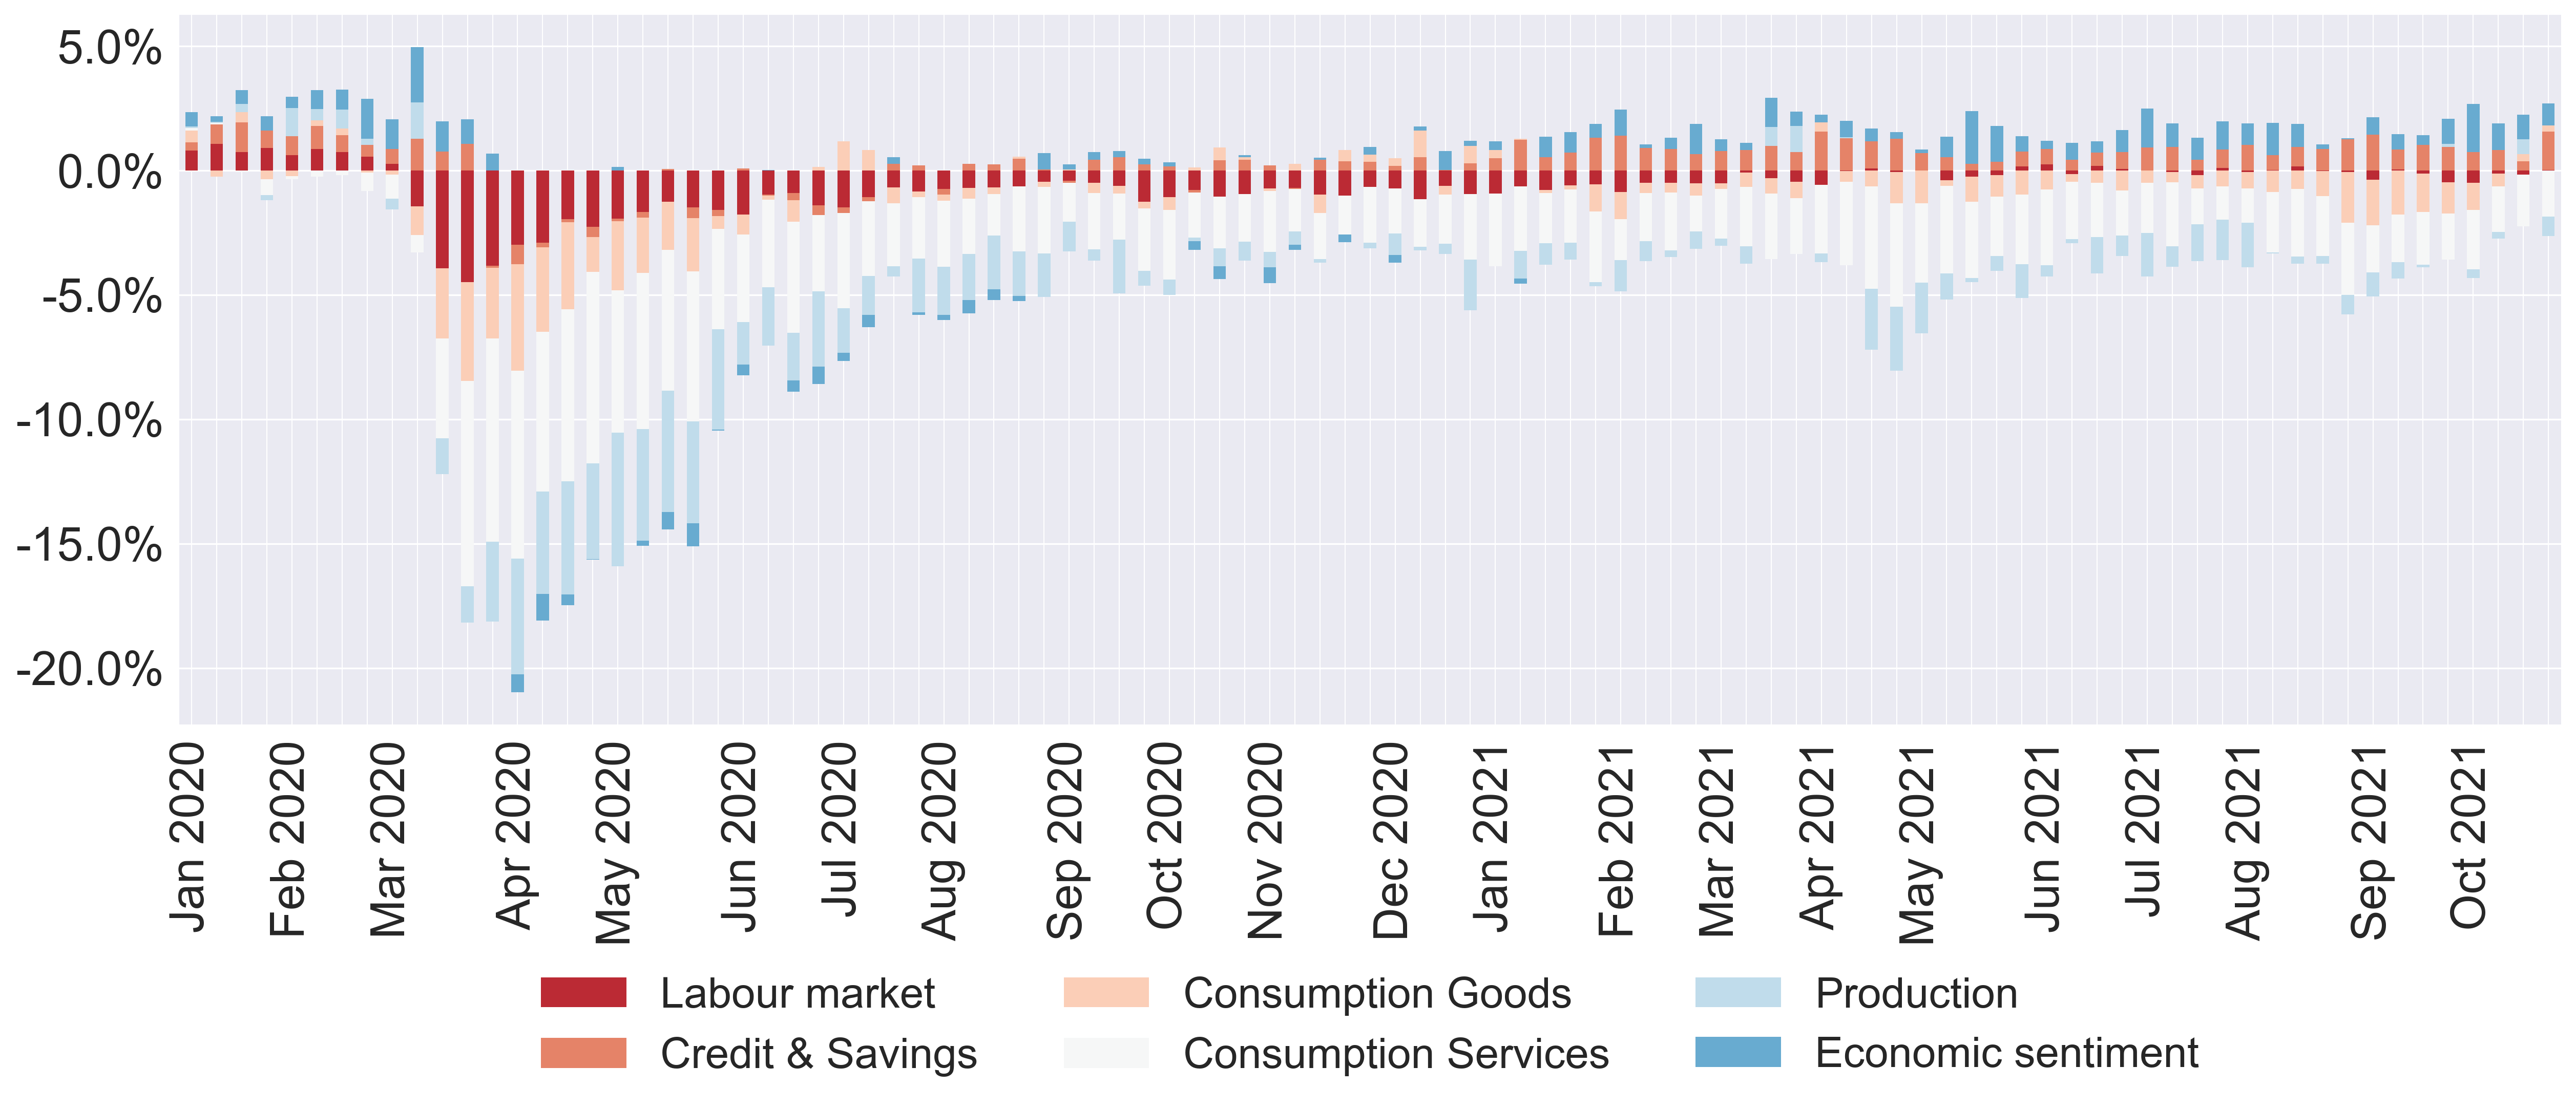 5.0%
0.0%
-5.0%
-10.0%
-15.0%
-20.0%
Jan 2020
Feb 2020
Mar 2020
Apr 2020
May 2020
Jun 2020
Jul 2020
Aug 2020
Sep 2020
Oct 2020
Nov 2020
Dec 2020
Jan 2021
Feb 2021
Mar 2021
Apr 2021
May 2021
Jun 2021
Jul 2021
Aug 2021
Sep 2021
Oct 2021
Labour market
Consumption Goods
Production
Credit & Savings
Consumption Services
Economic sentiment